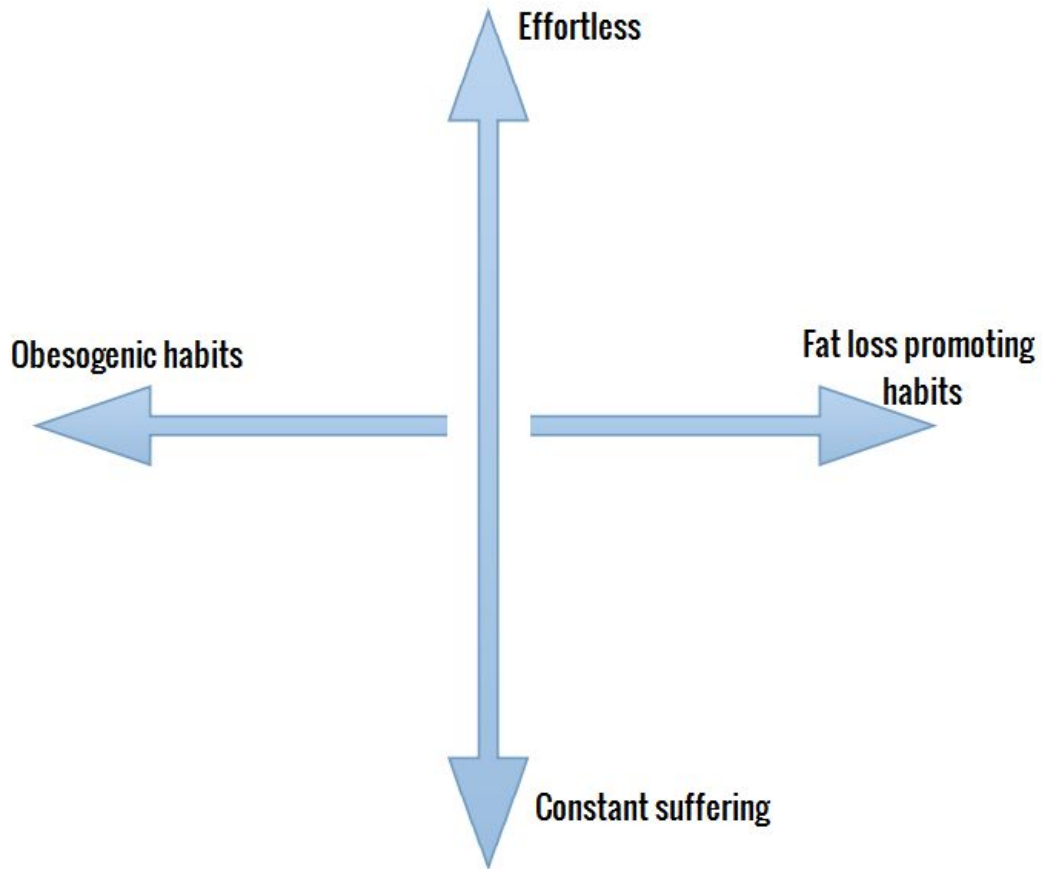 Effortless
Obesogenic habits
Fat loss promoting
habits
Constant suffering